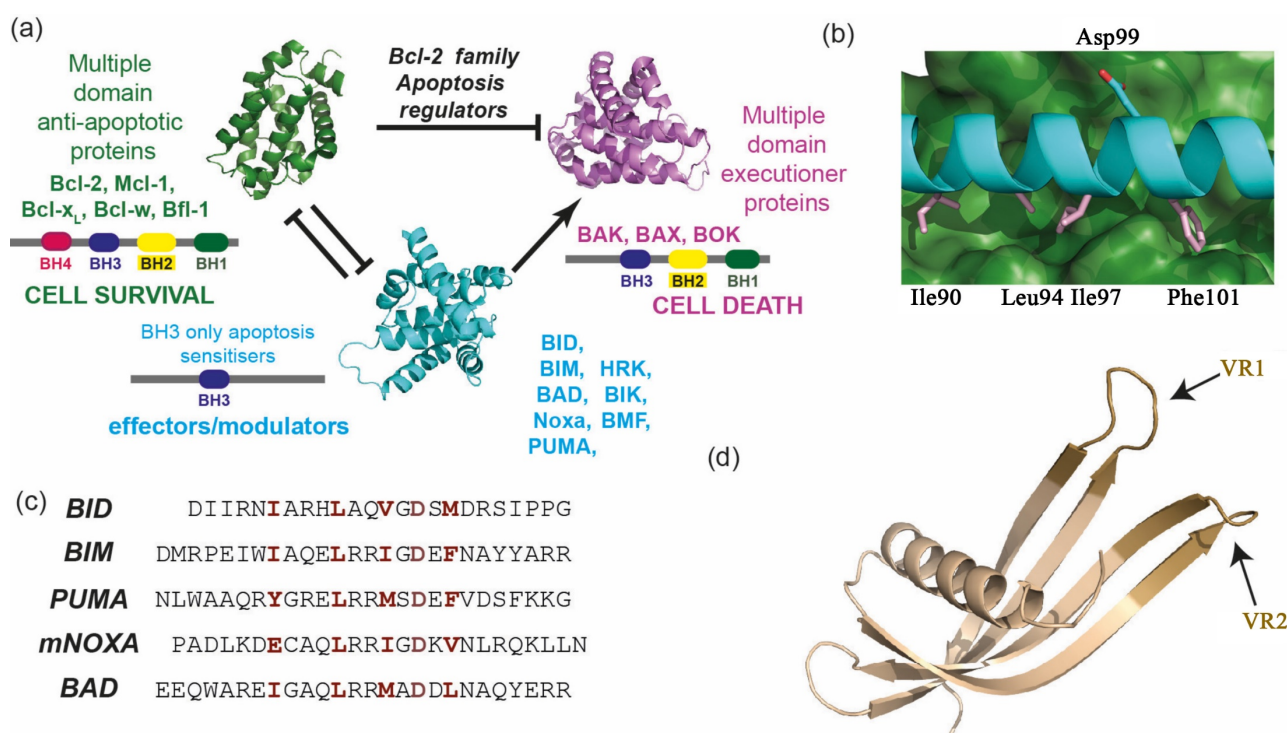 (a)
Multiple
domain
anti-apoptotic
proteins
Bcl-2, Mcl-1,
Bcl-xL, Bcl-w, Bfl-1
BH4 BH3 BH2 BH1
CELL SURVIVAL
Bcl-2 family
Apoptosis
regulators
Multiple
domain
executioner
proteins
BAK, BAX, BOK
BH3 BH2 BH1
CELL DEATH
BH3 only apoptosis
sensitisers
BH3
effectors/modulators
BID,
BIM, HRK,
BAD, BIK,
Noxa, BMF,
PUMA,
(b)
Asp99
Ile90 Leu94 Ile97 Phe101
(c)
BID DIIRNIARHLAQVGDSMDRSIPPG
BIM DMRPEIWIAQELRRIGDEFNAYYARR
PUMA NLWAAQRYGRELRRMSDEFVDSFKKG
mNOXA PADLKDECAQLRRIGDKVNLRQKLLN
BAD EEQWAREIGAQLRRMADDLNAQYERR
(d)
VR1
VR2